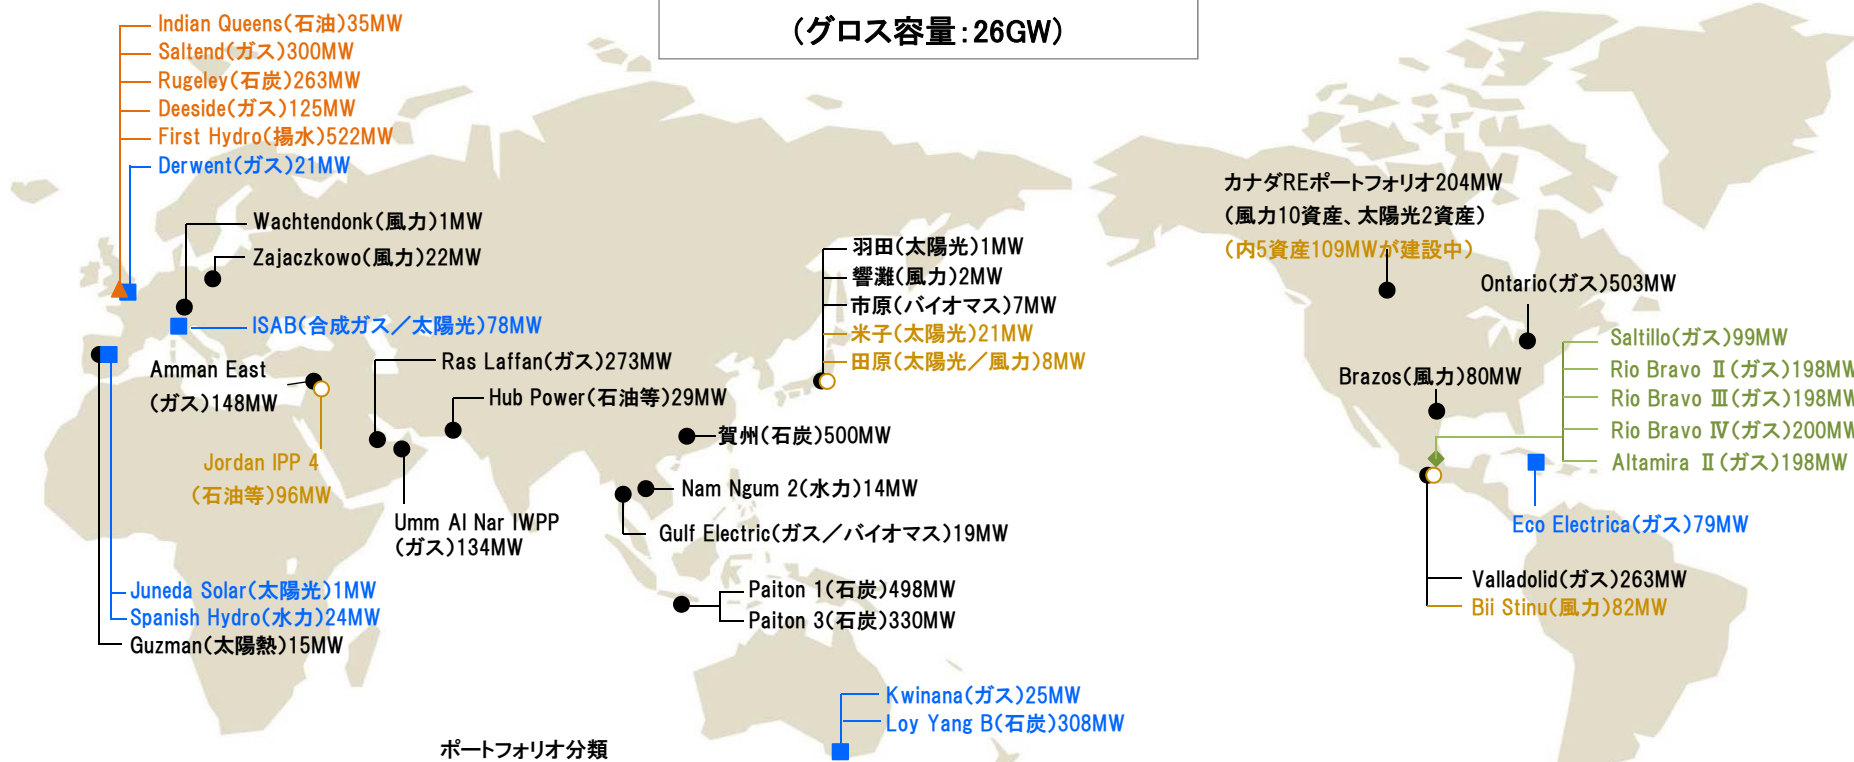 (グロス容量:26GW)
Indian Queens(石油)35MW
Saltend(ガス)300MW
Rugeley(石炭)263MW
Deeside(ガス)125MW
First Hydro(揚水)522MW
Derwent(ガス)21MW
Wachtendonk(風力)1MW
Zajaczkowo(風力)22MW
ISAB(合成ガス／太陽光)78MW
Amman East
(ガス)148MW
Jordan IPP 4
(石油等)96MW
Juneda Solar(太陽光)1MW
Spanish Hydro(水力)24MW
Guzman(太陽熱)15MW
Ras Laffan(ガス)273MW
Hub Power(石油等)29MW
Umm Al Nar IWPP
(ガス)134MW
羽田(太陽光)1MW
響灘(風力)2MW
市原(バイオマス)7MW
米子(太陽光)21MW
田原(太陽光／風力)8MW
賀州(石炭)500MW
Nam Ngum 2(水力)14MW
Gulf Electric(ガス／バイオマス)19MW
Paiton 1(石炭)498MW
Paiton 3(石炭)330MW
Kwinana(ガス)25MW
Loy Yang B(石炭)308MW
カナダREポートフォリオ204MW
(風力10資産、太陽光2資産)
(内5資産109MWが建設中)
Ontario(ガス)503MW
Brazos(風力)80MW
Saltillo(ガス)99MW
Rio Bravo Ⅱ(ガス)198MW
Rio Bravo Ⅲ(ガス)198MW
Rio Bravo Ⅳ(ガス)200MW
Altamira Ⅱ(ガス)198MW
Eco Electrica(ガス)79MW
Valladolid(ガス)263MW
Bii Stinu(風力)82MW
ポートフォリオ分類